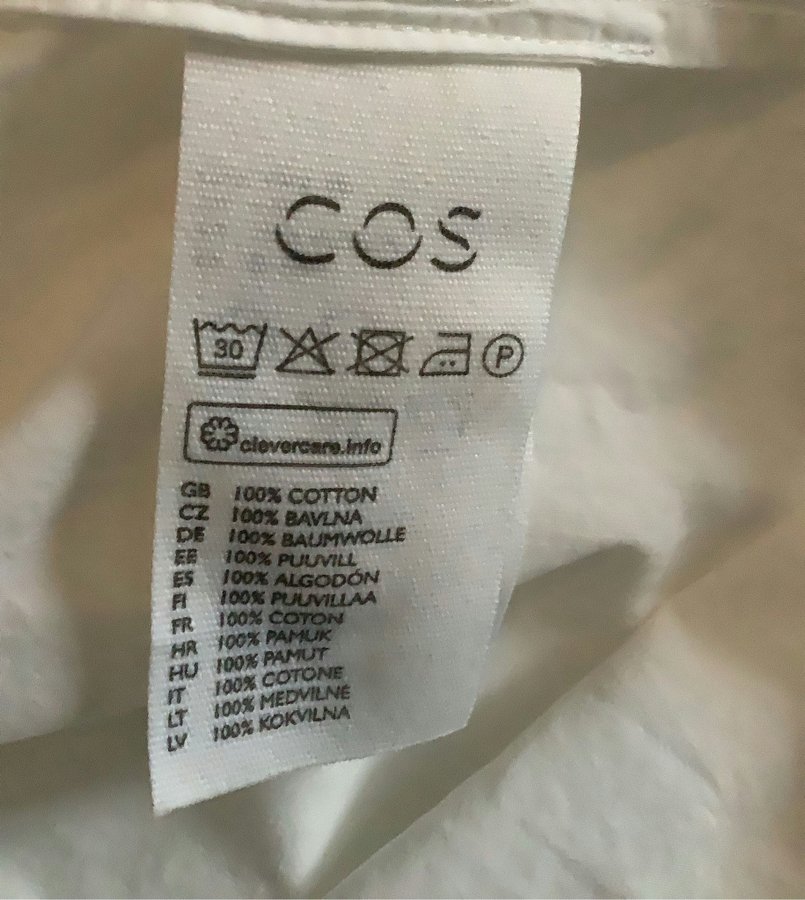 COS
30 P
clevercare.info
GB 100% COTTON
CZ 100% BAVLNA
DE 100% BAUMWOLLE
EE 100% PUUVILL
ES 100% ALGODÓN
FI 100% PUUVILLAA
FR 100% COTON
HR 100% PAMUK
HU 100% PAMUT
IT 100% COTONE
LT 100% MEDVILNĖ
LV 100% KOKVILNA